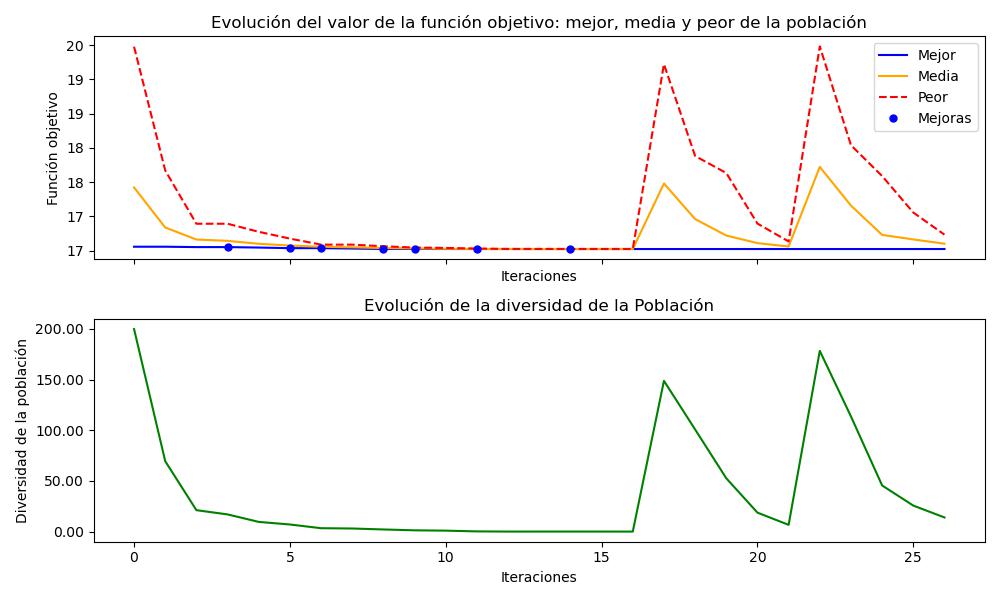 Evolución del valor de la función objetivo: mejor, media y peor de la población
Función objetivo
20
19
19
18
18
17
17
Mejor
Media
Peor
Mejoras
Iteraciones
Evolución de la diversidad de la Población
Diversidad de la población
200.00
150.00
100.00
50.00
0.00
0 5 10 15 20 25
Iteraciones